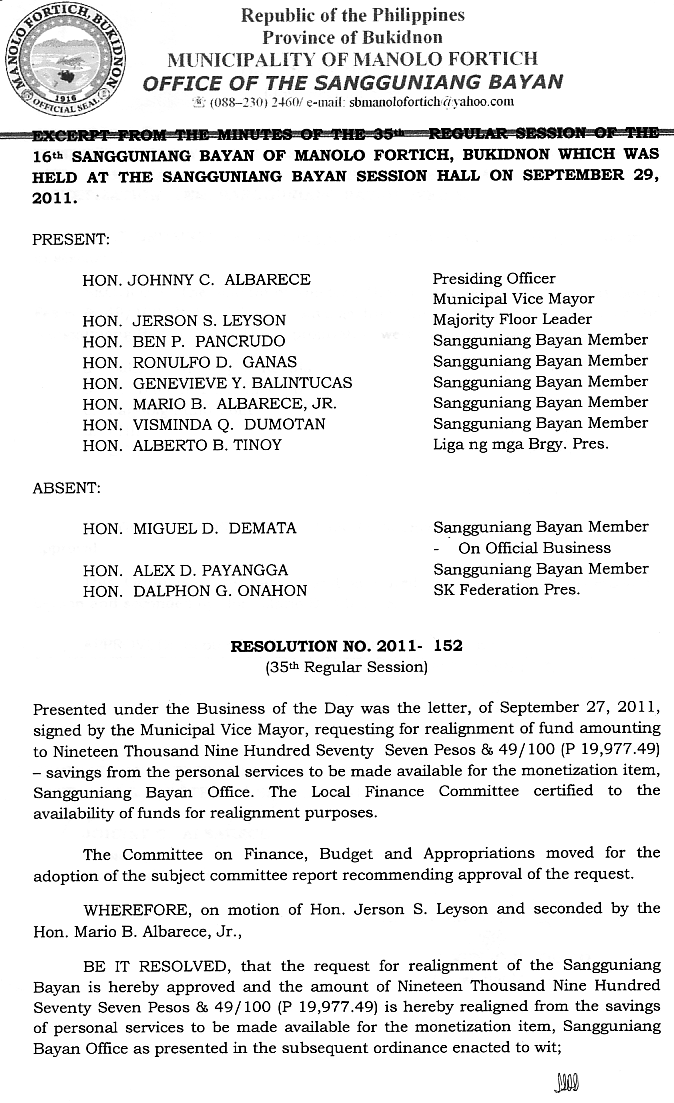 MANOLO FORTICH, BUKIDNON
1916
OFFICIAL SEAL
Republic of the Philippines
Province of Bukidnon
MUNICIPALITY OF MANOLO FORTICH
OFFICE OF THE SANGGUNIANG BAYAN
☏ (088–230) 2460/ e-mail: sbmanolofortich@yahoo.com
EXCERPT FROM THE MINUTES OF THE 35th REGULAR SESSION OF THE
16th SANGGUNIANG BAYAN OF MANOLO FORTICH, BUKIDNON WHICH WAS
HELD AT THE SANGGUNIANG BAYAN SESSION HALL ON SEPTEMBER 29,
2011.
PRESENT:
HON. JOHNNY C. ALBARECE Presiding Officer
Municipal Vice Mayor
HON. JERSON S. LEYSON Majority Floor Leader
HON. BEN P. PANCRUDO Sangguniang Bayan Member
HON. RONULFO D. GANAS Sangguniang Bayan Member
HON. GENEVIEVE Y. BALINTUCAS Sangguniang Bayan Member
HON. MARIO B. ALBARECE, JR. Sangguniang Bayan Member
HON. VISMINDA Q. DUMOTAN Sangguniang Bayan Member
HON. ALBERTO B. TINOY Liga ng mga Brgy. Pres.
ABSENT:
HON. MIGUEL D. DEMATA Sangguniang Bayan Member
- On Official Business
HON. ALEX D. PAYANGGA Sangguniang Bayan Member
HON. DALPHON G. ONAHON SK Federation Pres.
RESOLUTION NO. 2011- 152
(35th Regular Session)
Presented under the Business of the Day was the letter, of September 27, 2011,
signed by the Municipal Vice Mayor, requesting for realignment of fund amounting
to Nineteen Thousand Nine Hundred Seventy Seven Pesos & 49/100 (P 19,977.49)
– savings from the personal services to be made available for the monetization item,
Sangguniang Bayan Office. The Local Finance Committee certified to the
availability of funds for realignment purposes.
The Committee on Finance, Budget and Appropriations moved for the
adoption of the subject committee report recommending approval of the request.
WHEREFORE, on motion of Hon. Jerson S. Leyson and seconded by the
Hon. Mario B. Albarece, Jr.,
BE IT RESOLVED, that the request for realignment of the Sangguniang
Bayan is hereby approved and the amount of Nineteen Thousand Nine Hundred
Seventy Seven Pesos & 49/100 (P 19,977.49) is hereby realigned from the savings
of personal services to be made available for the monetization item, Sangguniang
Bayan Office as presented in the subsequent ordinance enacted to wit;